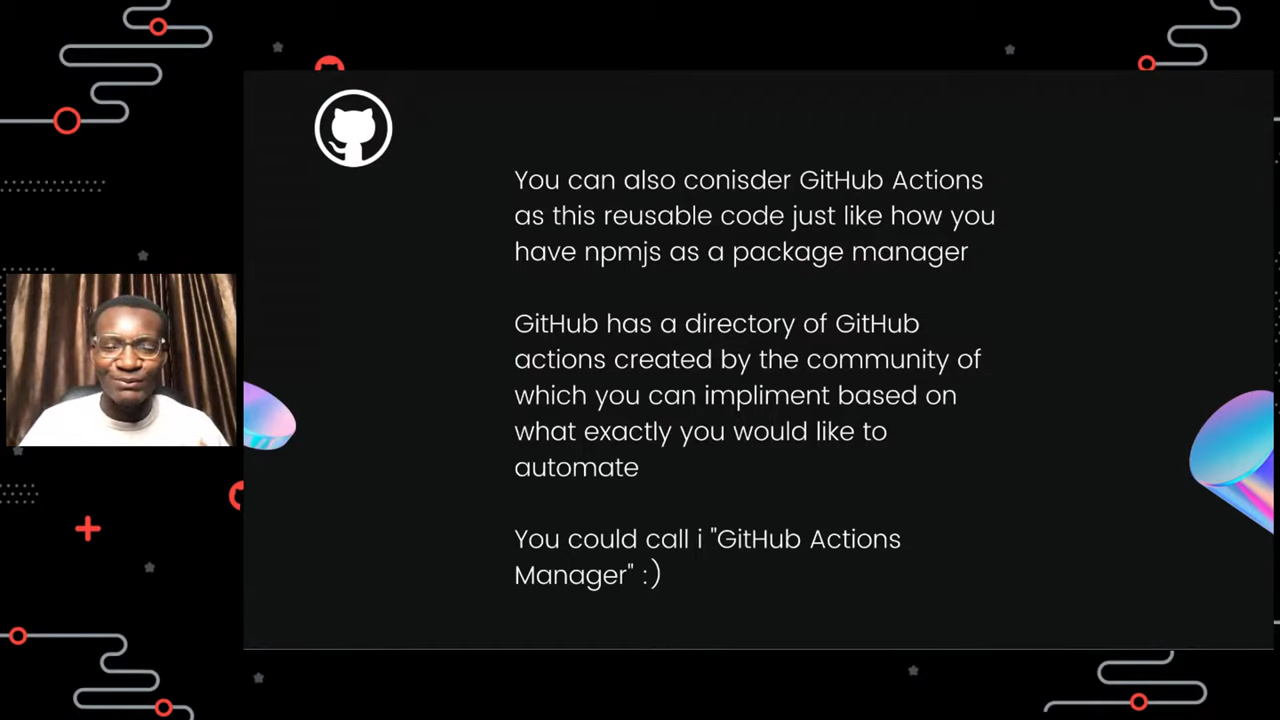 You can also conisder GitHub Actions
as this reusable code just like how you
have npmjs as a package manager
GitHub has a directory of GitHub
actions created by the community of
which you can impliment based on
what exactly you would like to
automate
You could call i "GitHub Actions
Manager" :)